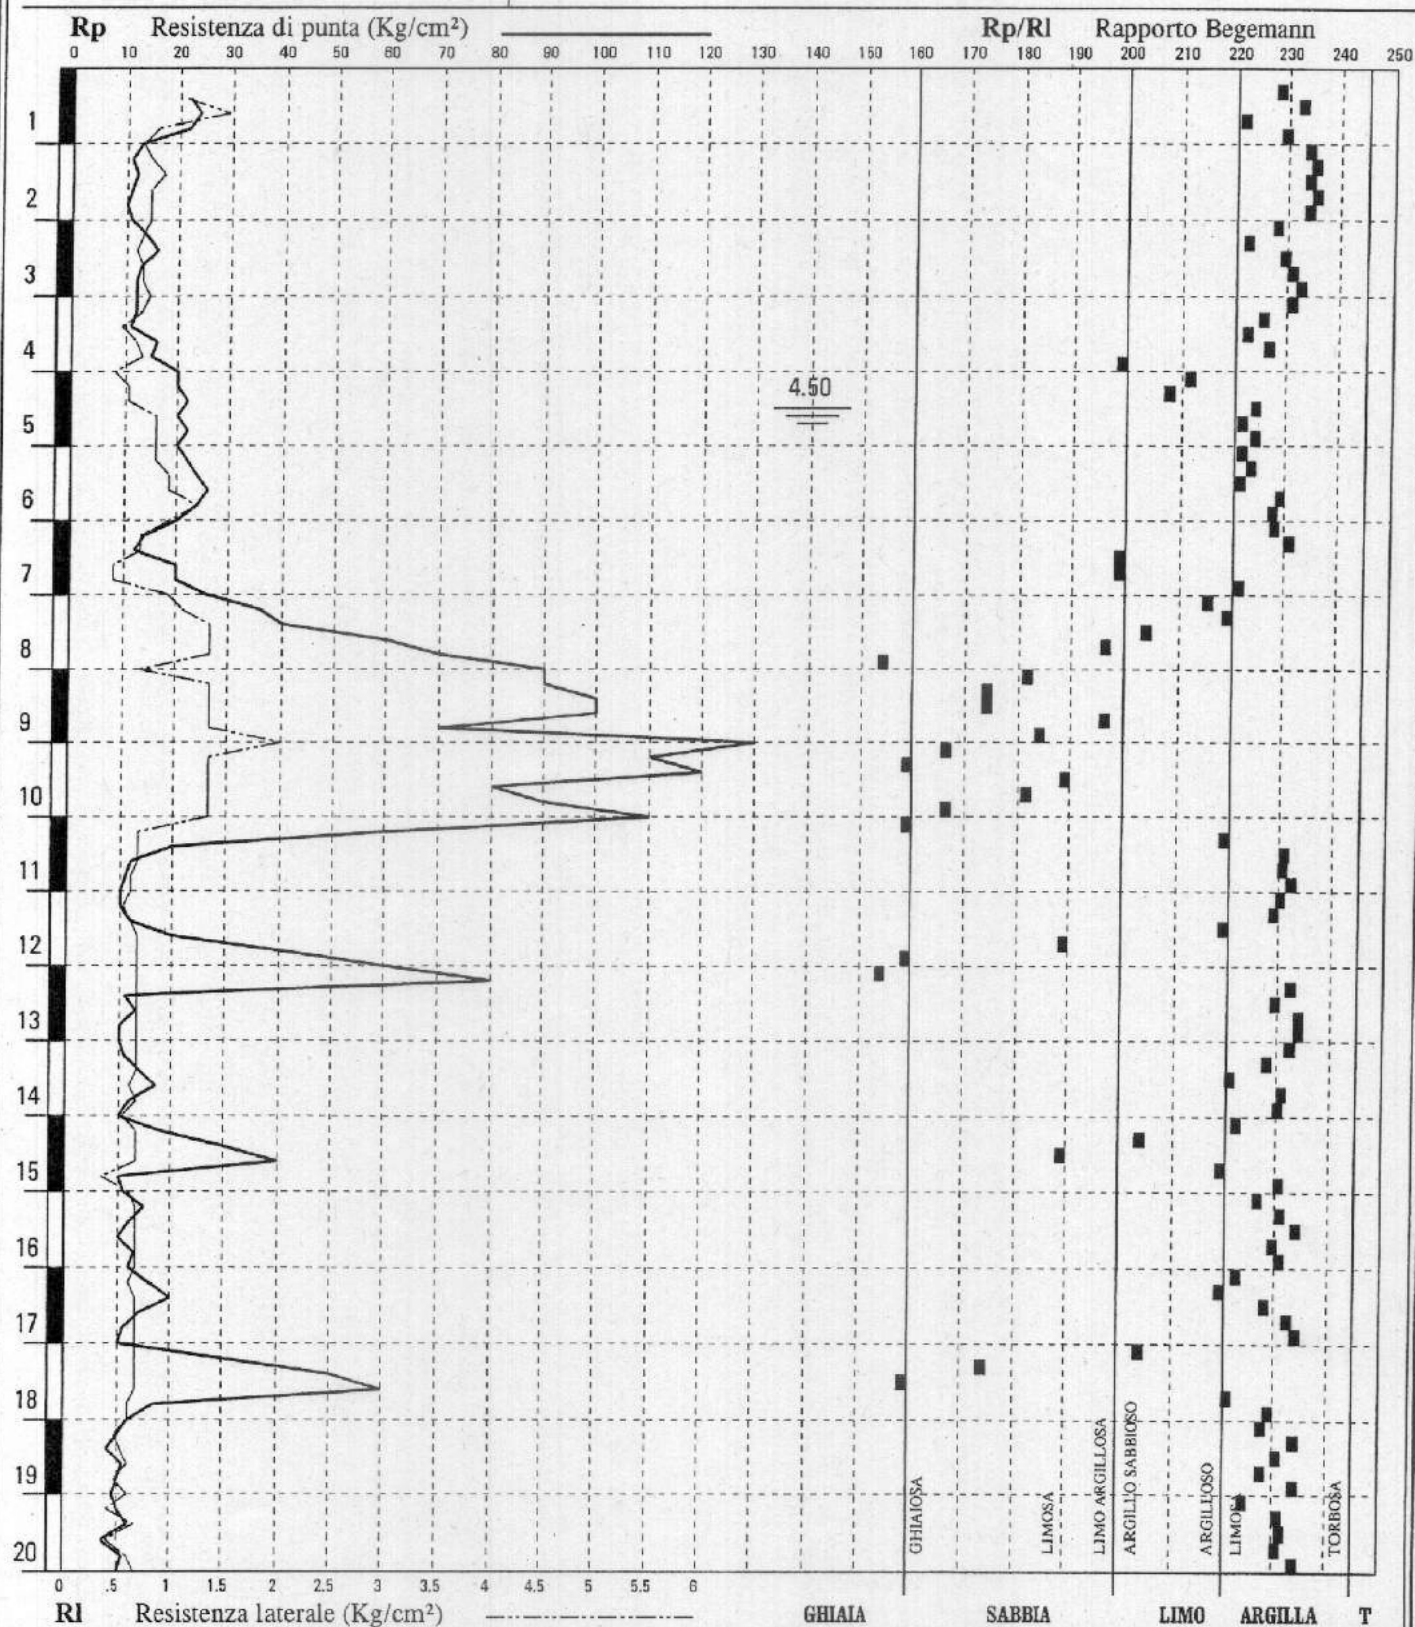 Rp Resistenza di punta (Kg/cm²) Rp/Rl Rapporto Begemann
0 10 20 30 40 50 60 70 80 90 100 110 120 130 140 150 160 170 180 190 200 210 220 230 240 250
1
2
3
4
4.50
5
6
7
8
9
10
11
12
13
14
15
16
17
18
19
20
GHIAIOSA
LIMOSA
LIMO ARGILLOSA
ARGILLO SABBIOSO
ARGILLOSO
LIMOSA
TORBOSA
0 .5 1 1.5 2 2.5 3 3.5 4 4.5 5 5.5 6
Rl Resistenza laterale (Kg/cm²) GHIAIA SABBIA LIMO ARGILLA T